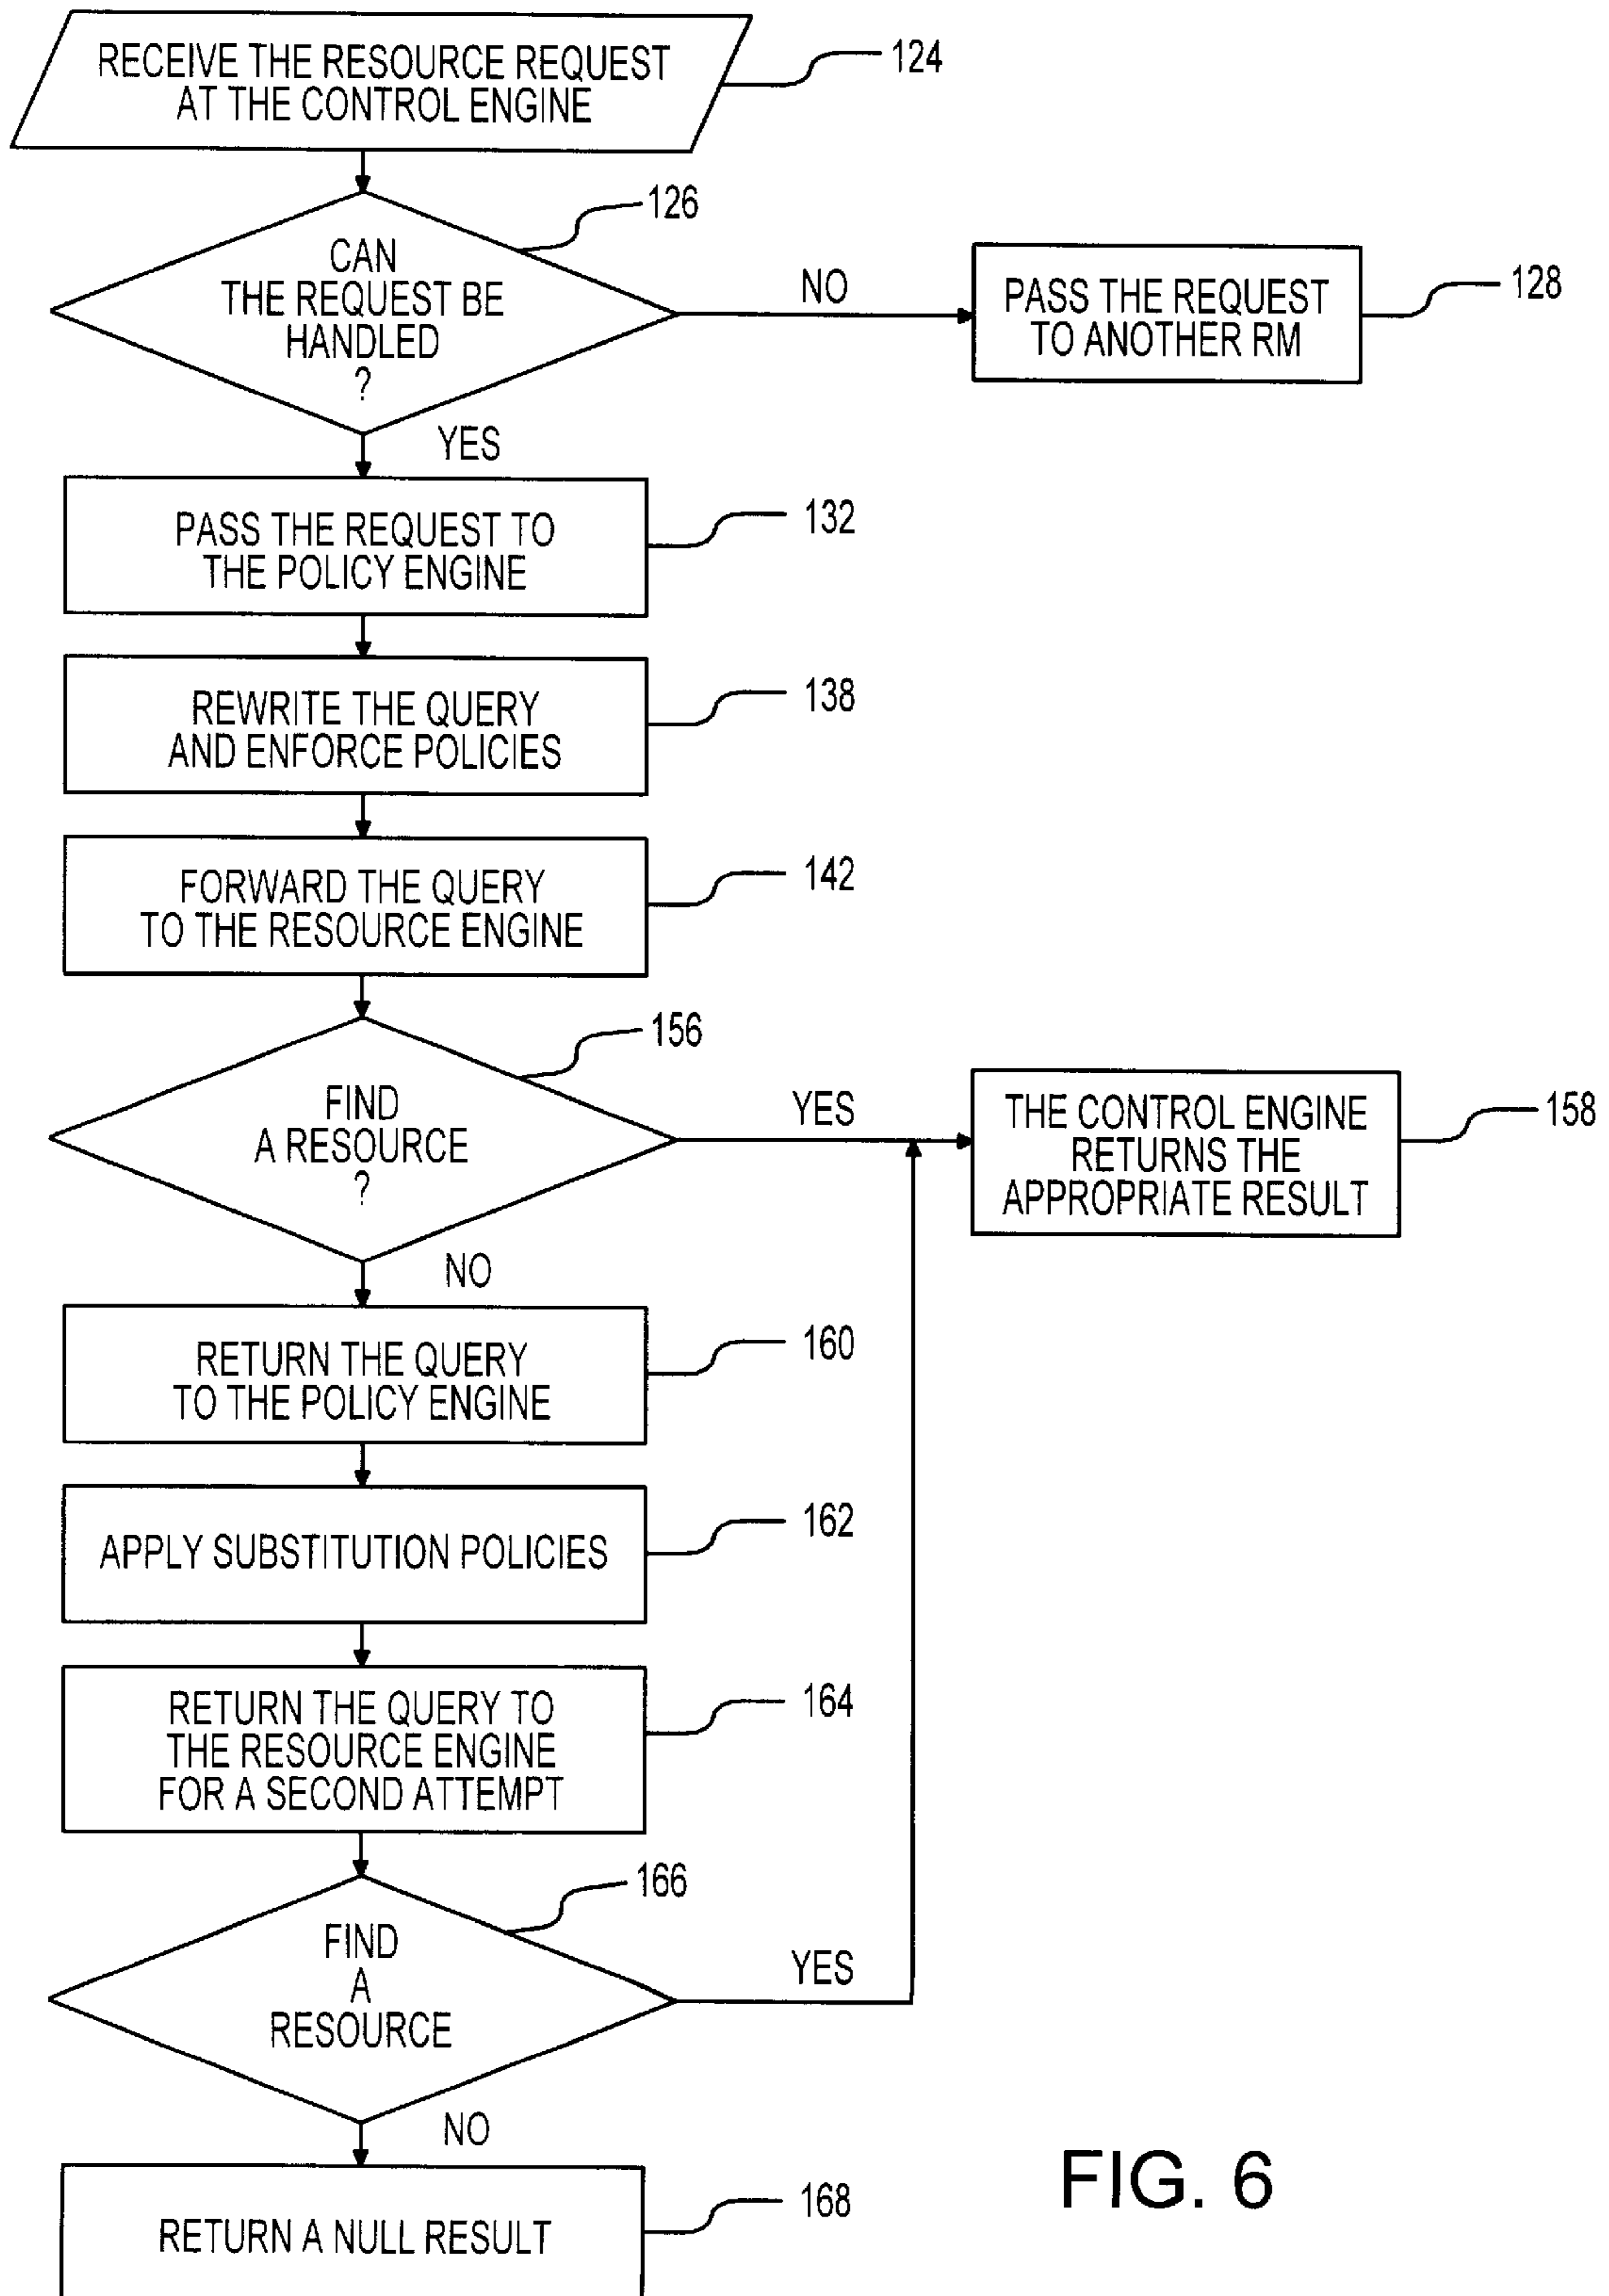 RECEIVE THE RESOURCE REQUEST
AT THE CONTROL ENGINE
124
126
CAN
THE REQUEST BE
HANDLED
?
NO
PASS THE REQUEST
TO ANOTHER RM
128
YES
PASS THE REQUEST TO
THE POLICY ENGINE
132
REWRITE THE QUERY
AND ENFORCE POLICIES
138
FORWARD THE QUERY
TO THE RESOURCE ENGINE
142
156
FIND
A RESOURCE
?
YES
THE CONTROL ENGINE
RETURNS THE
APPROPRIATE RESULT
158
NO
RETURN THE QUERY
TO THE POLICY ENGINE
160
APPLY SUBSTITUTION POLICIES
162
RETURN THE QUERY TO
THE RESOURCE ENGINE
FOR A SECOND ATTEMPT
164
166
FIND
A
RESOURCE
YES
NO
RETURN A NULL RESULT
168
FIG. 6